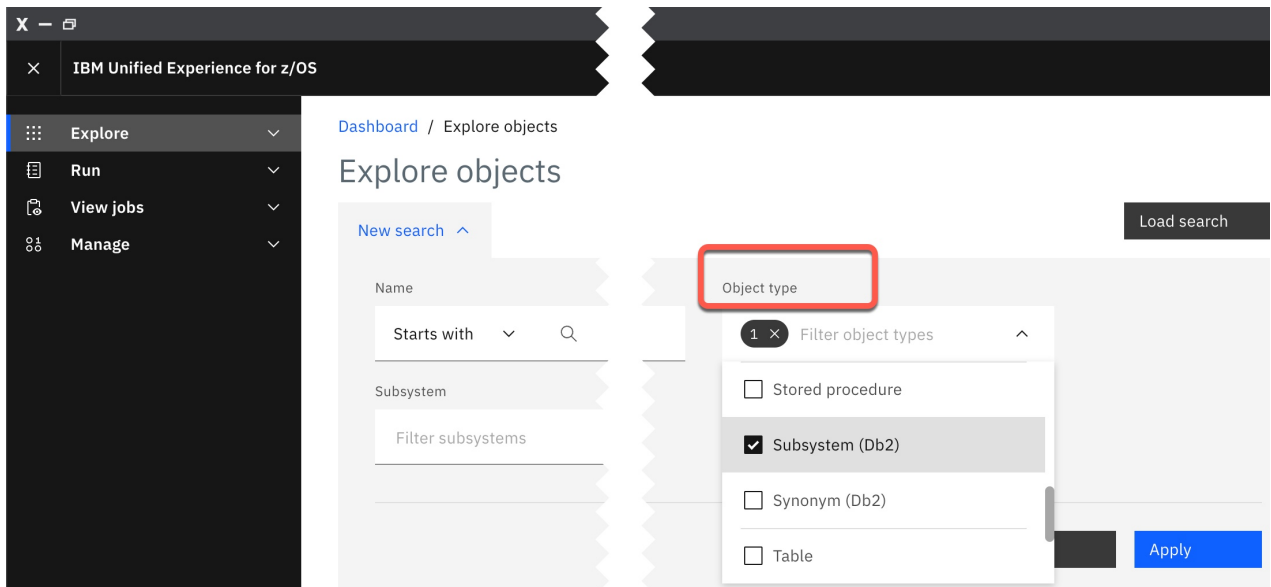 IBM Unified Experience for z/OS
Explore
Run
View jobs
Manage
Dashboard / Explore objects
Explore objects
New search
Load search
Name
Starts with
Subsystem
Filter subsystems
Object type
1 Filter object types
Stored procedure
Subsystem (Db2)
Synonym (Db2)
Table
Apply